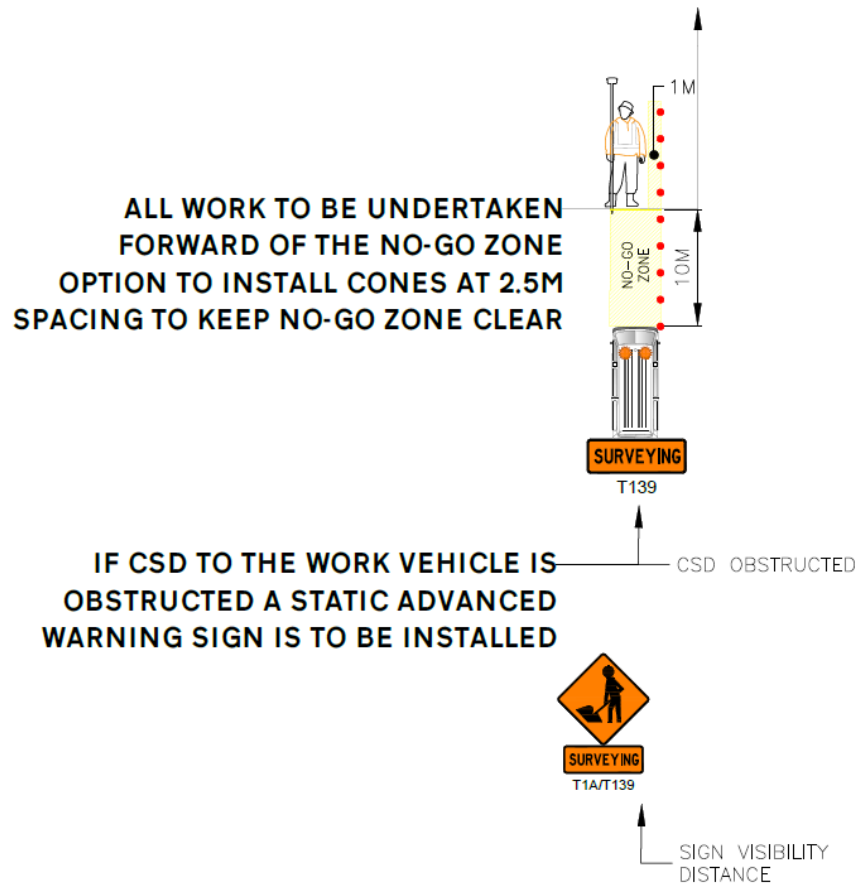 1M
ALL WORK TO BE UNDERTAKEN
FORWARD OF THE NO-GO ZONE
OPTION TO INSTALL CONES AT 2.5M
SPACING TO KEEP NO-GO ZONE CLEAR
NO-GO
ZONE
10M
SURVEYING
T139
IF CSD TO THE WORK VEHICLE IS
OBSTRUCTED A STATIC ADVANCED
WARNING SIGN IS TO BE INSTALLED
CSD OBSTRUCTED
SURVEYING
T1A/T139
SIGN VISIBILITY
DISTANCE